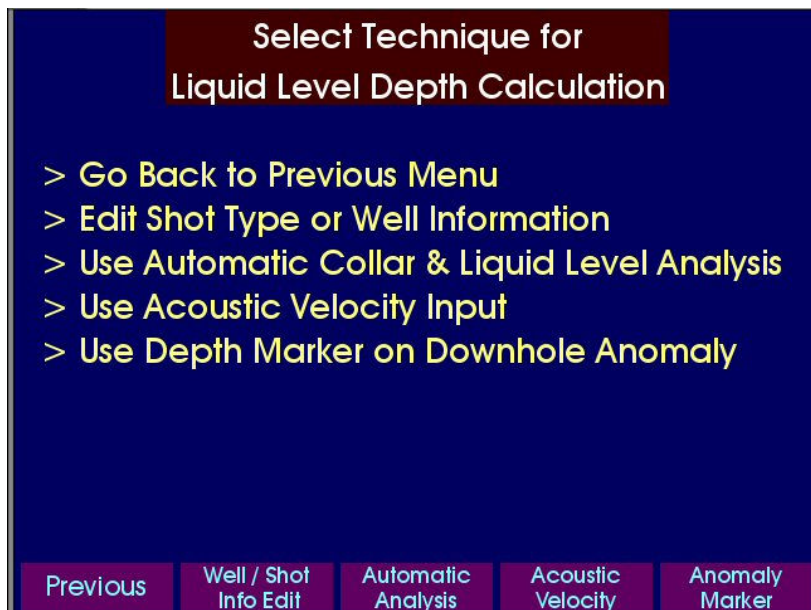 Select Technique for
Liquid Level Depth Calculation
> Go Back to Previous Menu
> Edit Shot Type or Well Information
> Use Automatic Collar & Liquid Level Analysis
> Use Acoustic Velocity Input
> Use Depth Marker on Downhole Anomaly
Previous
Well / Shot
Info Edit
Automatic
Analysis
Acoustic
Velocity
Anomaly
Marker